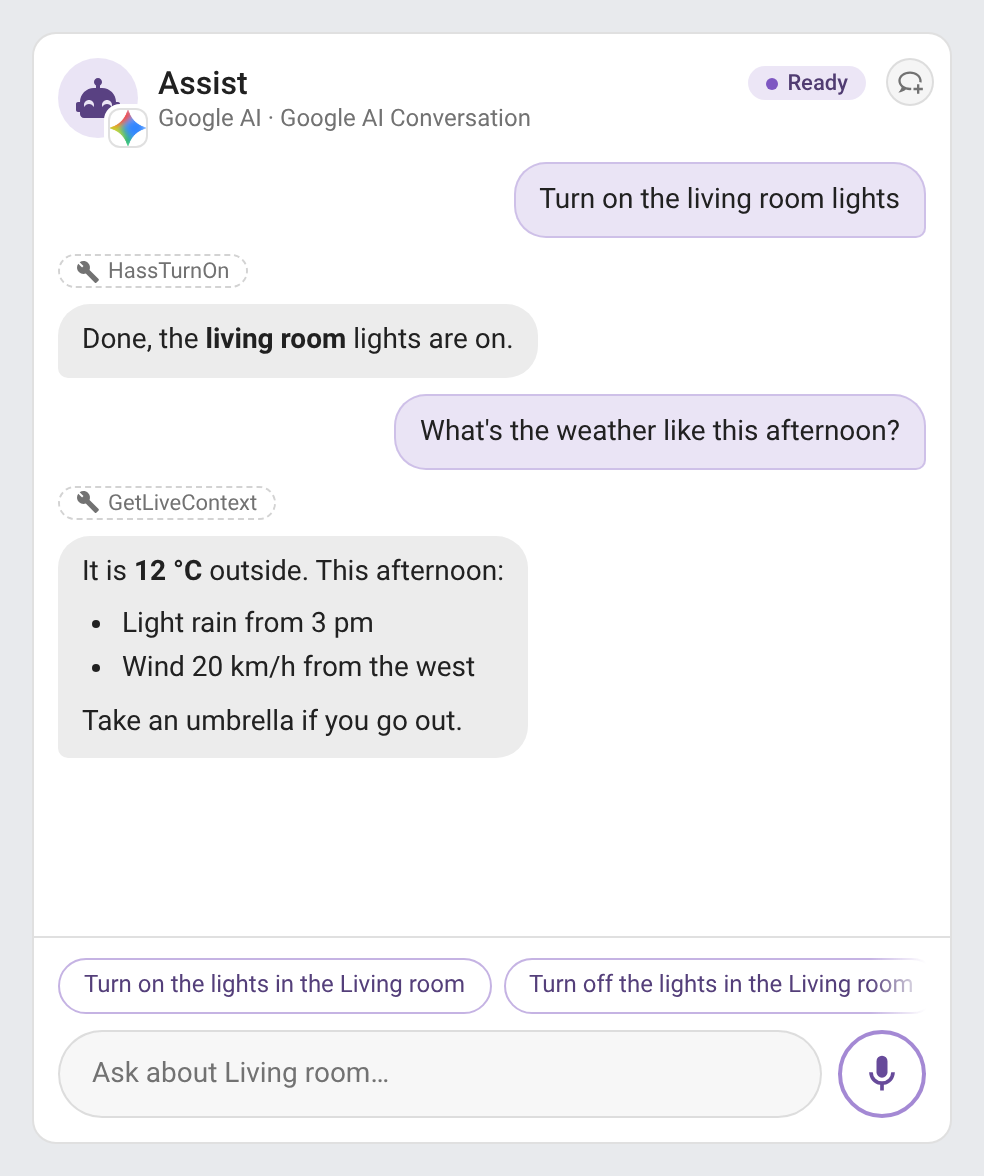 Assist
Google AI · Google AI Conversation
Ready
Turn on the living room lights
HassTurnOn
Done, the living room lights are on.
What's the weather like this afternoon?
GetLiveContext
It is 12 °C outside. This afternoon:
• Light rain from 3 pm
• Wind 20 km/h from the west
Take an umbrella if you go out.
Turn on the lights in the Living room
Turn off the lights in the Living room
Ask about Living room…